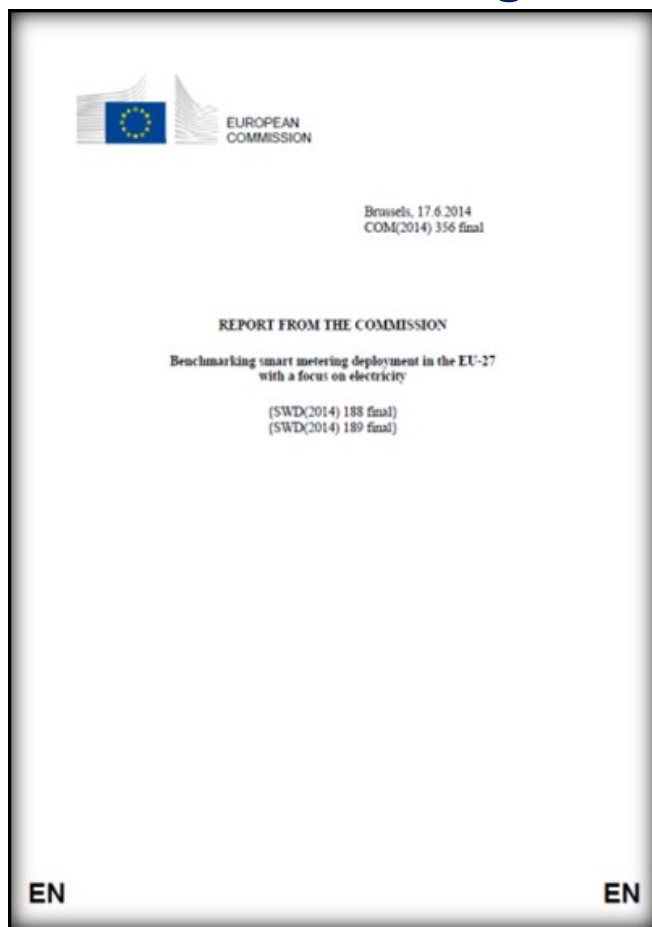 EUROPEAN
COMMISSION
Brussels, 17.6.2014
COM(2014) 356 final
REPORT FROM THE COMMISSION
Benchmarking smart metering deployment in the EU-27
with a focus on electricity
{SWD(2014) 188 final}
{SWD(2014) 189 final}
EN EN